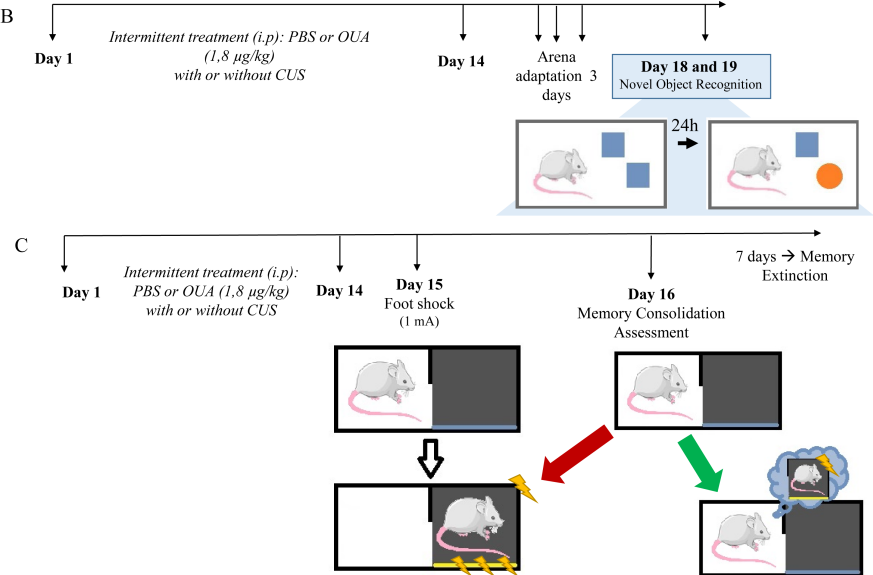 B
Day 1
Intermittent treatment (i.p): PBS or OUA
(1,8 µg/kg)
with or without CUS
Day 14
Arena
adaptation 3
days
Day 18 and 19
Novel Object Recognition
24h
C
Day 1
Intermittent treatment (i.p):
PBS or OUA (1,8 µg/kg)
with or without CUS
Day 14
Day 15
Foot shock
(1 mA)
Day 16
Memory Consolidation
Assessment
7 days → Memory
Extinction